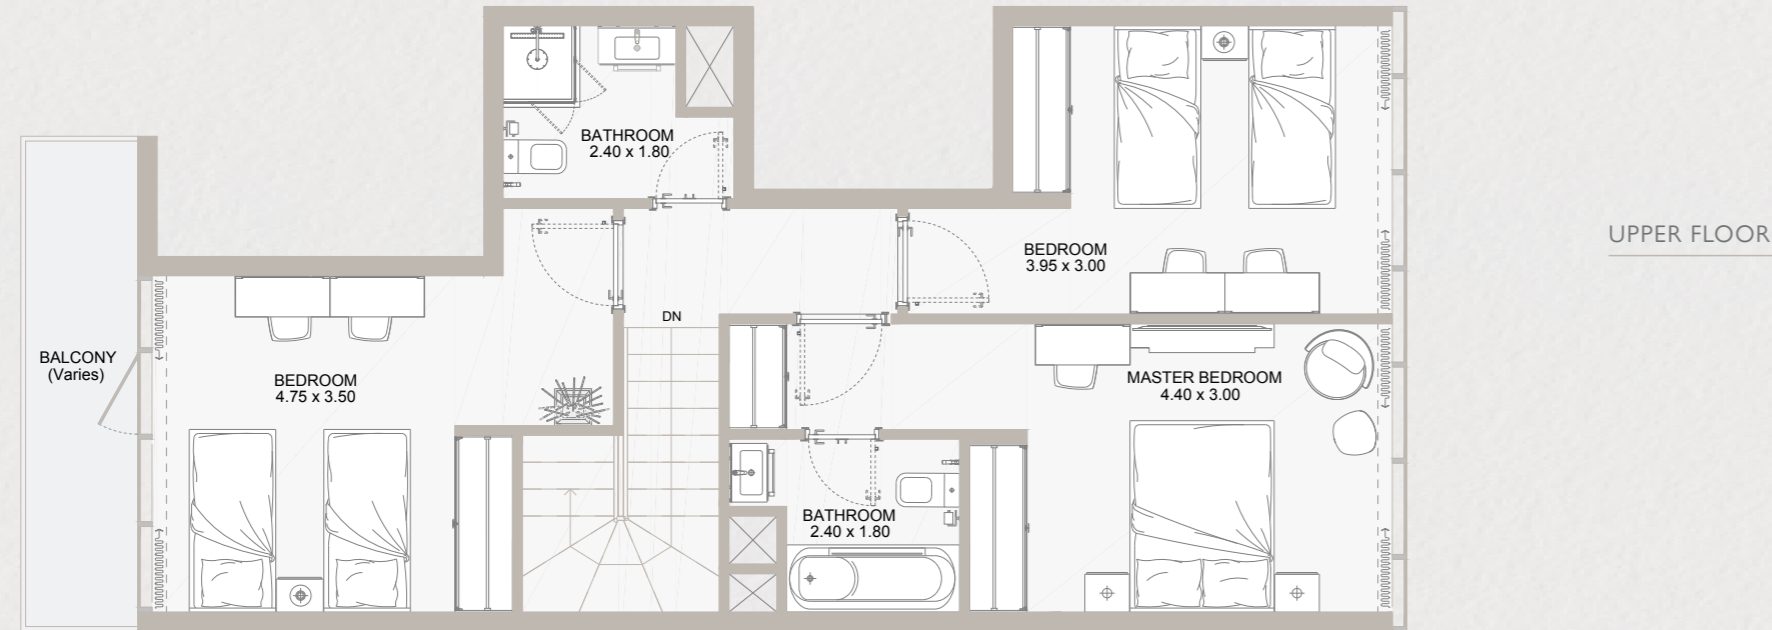 BATHROOM
2.40 x 1.80
BEDROOM
3.95 x 3.00
UPPER FLOOR
DN
BALCONY
(Varies)
BEDROOM
4.75 x 3.50
MASTER BEDROOM
4.40 x 3.00
BATHROOM
2.40 x 1.80